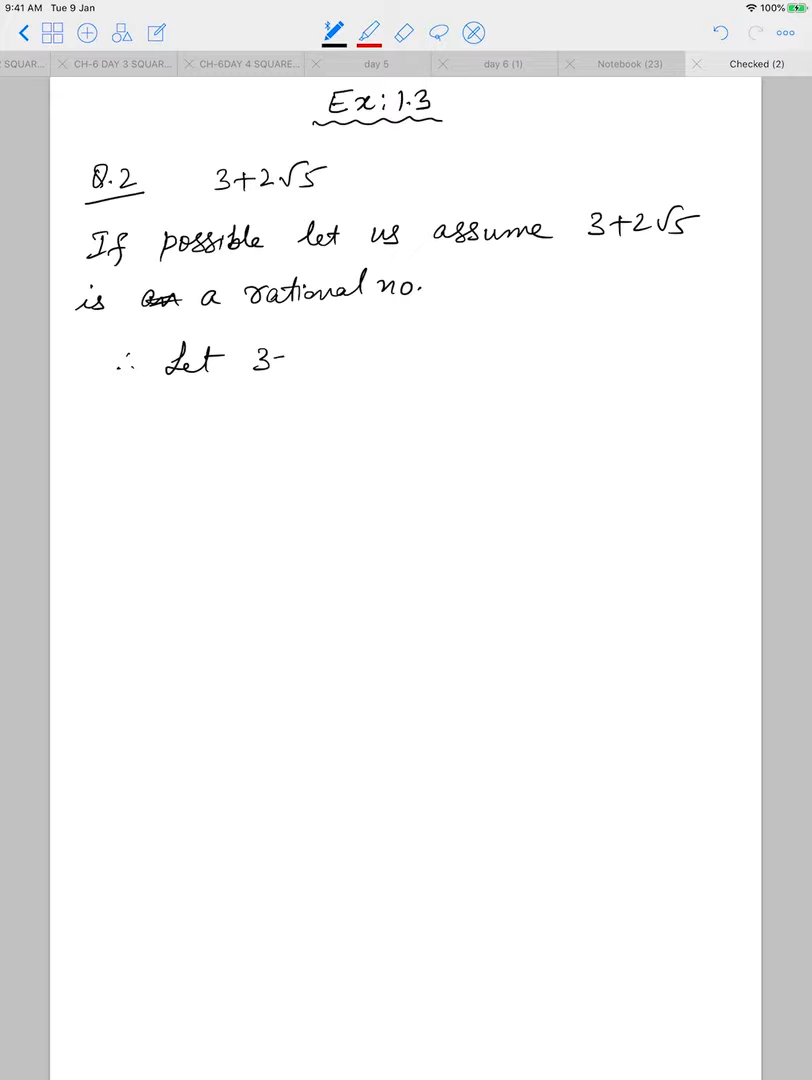 9:41 AM Tue 9 Jan 100%
SQUAR... CH-6 DAY 3 SQUAR... CH-6DAY 4 SQUARE... day 5 day 6 (1) Notebook (23) Checked (2)
Ex: 1.3
Q.2 3+2√5
If possible let us assume 3+2√5
is a rational no.
∴ Let 3-